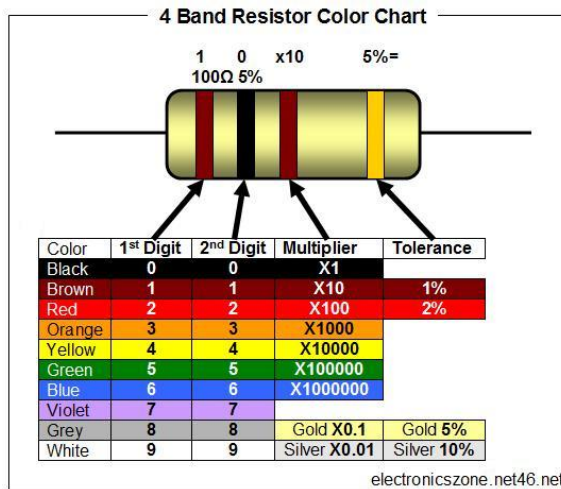 4 Band Resistor Color Chart
1 0 x10 5%=
100Ω 5%
Color 1st Digit 2nd Digit Multiplier Tolerance
Black 0 0 X1
Brown 1 1 X10 1%
Red 2 2 X100 2%
Orange 3 3 X1000
Yellow 4 4 X10000
Green 5 5 X100000
Blue 6 6 X1000000
Violet 7 7
Grey 8 8 Gold X0.1 Gold 5%
White 9 9 Silver X0.01 Silver 10%
electronicszone.net46.net